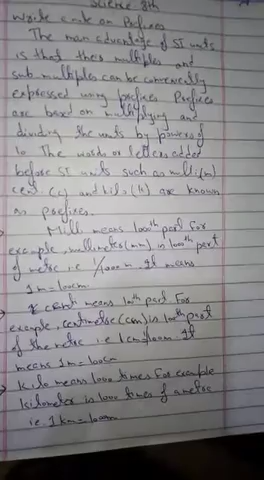 Science 8th
Write note on Prefixes
The main advantage of SI units
is that their multiples and
sub multiples can be conveniently
expressed using prefixes Prefixes
are based on multiplying and
dividing the units by powers of
10 The words or letters added
before SI units such as milli (m)
centi (c) and kilo (k) are known
as prefixes.
Milli means 1000th part For
example, millimeter (mm) is 1000th part
of metre i.e 1/1000 m. It means
centi means 100th part For
example, centimetre (cm) is 100th part
of the metre i.e 1cm = 1/100m. It
means 1m = 100cm
Kilo means 1000 times For example
kilometer is 1000 times of a metre
i.e. 1km = 1000m